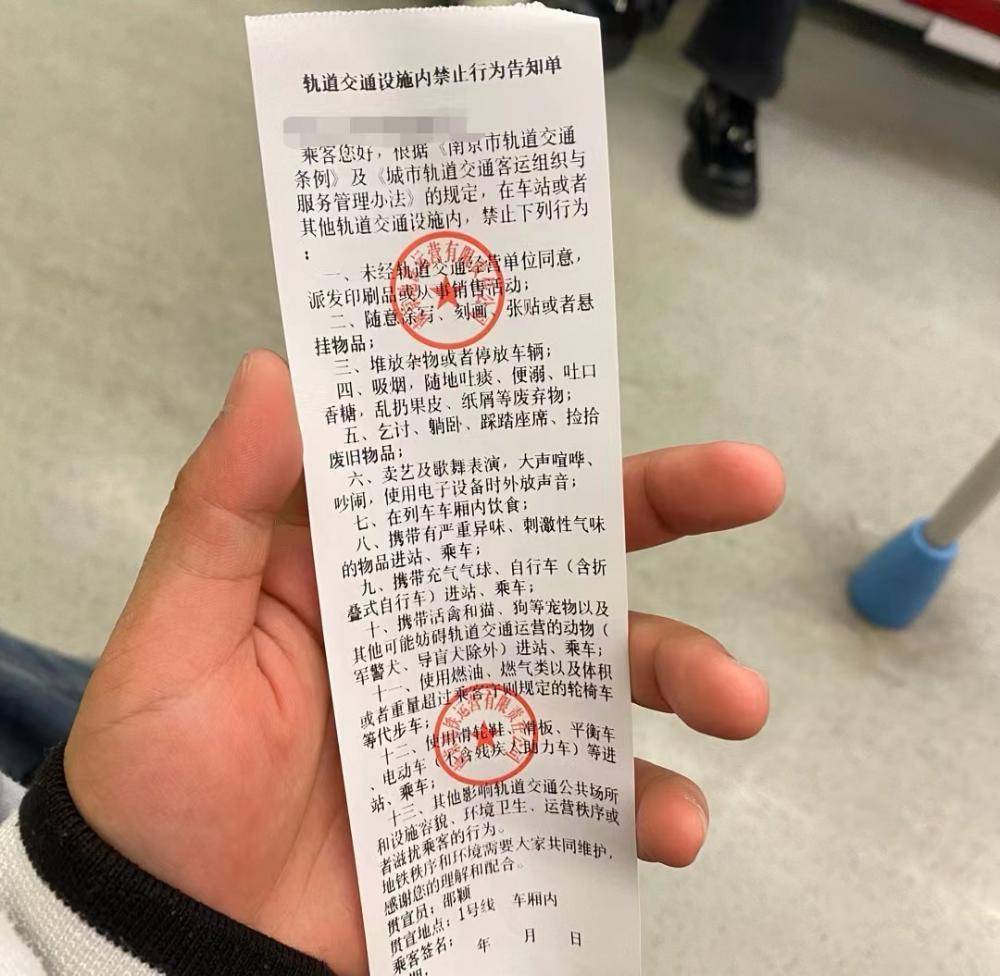 轨道交通设施内禁止行为告知单
乘客您好，根据《南京市轨道交通
条例》及《城市轨道交通客运组织与
服务管理办法》的规定，在车站或者
其他轨道交通设施内，禁止下列行为
：
一、未经轨道交通经营单位同意，
派发印刷品或从事销售活动；
二、随意涂写、刻画、张贴或者悬
挂物品；
三、堆放杂物或者停放车辆；
四、吸烟，随地吐痰、便溺、吐口
香糖，乱扔果皮、纸屑等废弃物；
五、乞讨、躺卧、踩踏座席、捡拾
废旧物品；
六、卖艺及歌舞表演，大声喧哗、
吵闹，使用电子设备时外放声音；
七、在列车车厢内饮食；
八、携带有严重异味、刺激性气味
的物品进站、乘车；
九、携带充气气球、自行车（含折
叠式自行车）进站、乘车；
十、携带活禽和猫、狗等宠物以及
其他可能妨碍轨道交通运营的动物（
军警犬、导盲犬除外）进站、乘车；
十一、使用燃油、燃气类以及体积
或者重量超过乘客守则规定的轮椅车
等代步车；
十二、使用滑轮鞋、滑板、平衡车
、电动车（不含残疾人助力车）等进
站、乘车；
十三、其他影响轨道交通公共场所
和设施容貌、环境卫生、运营秩序或
者滋扰乘客的行为。
地铁秩序和环境需要大家共同维护，
感谢您的理解和配合。
贯宣员：邵颖
贯宣地点：1号线 车厢内
乘客签名：
年 月 日